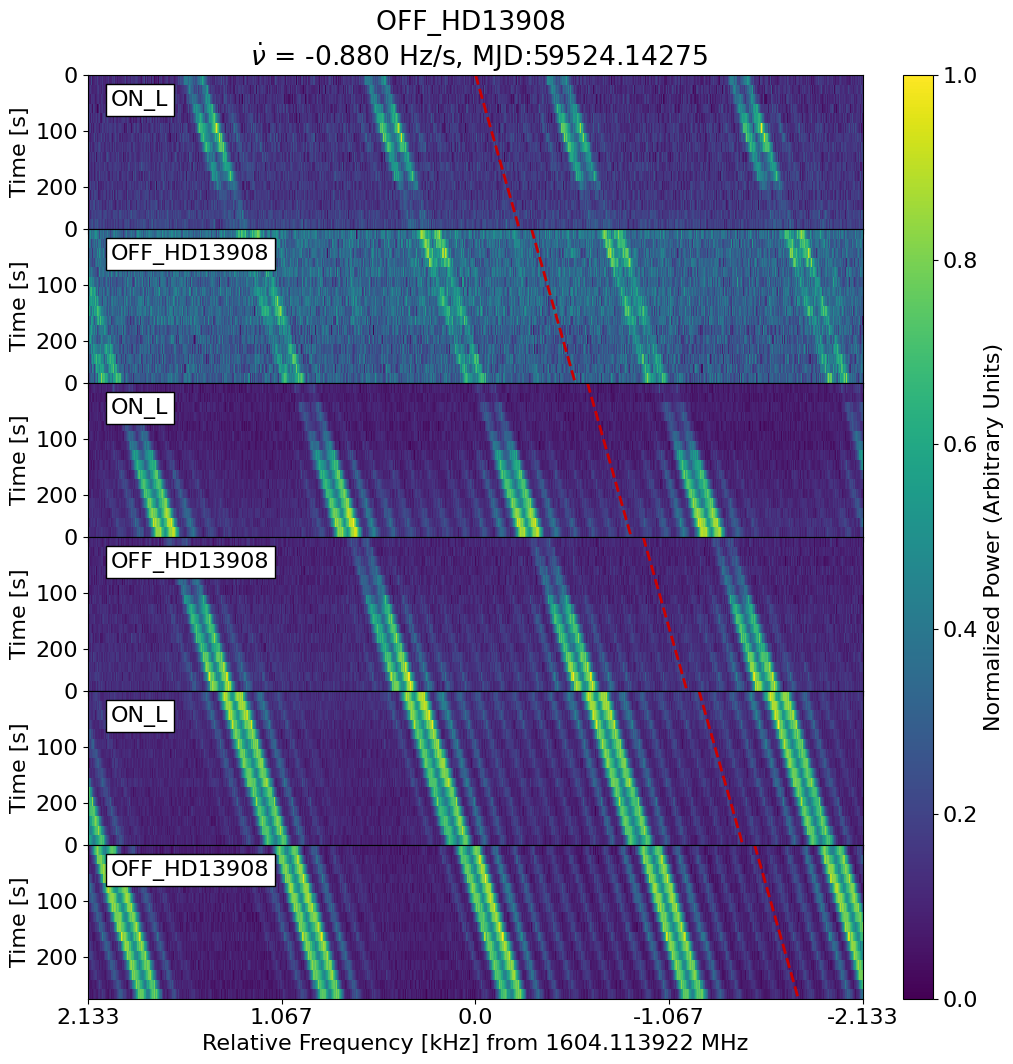 OFF_HD13908
ν̇ = -0.880 Hz/s, MJD:59524.14275
0
100
200
Time [s]
ON_L
0
100
200
Time [s]
OFF_HD13908
0
100
200
Time [s]
ON_L
0
100
200
Time [s]
OFF_HD13908
0
100
200
Time [s]
ON_L
0
100
200
Time [s]
OFF_HD13908
2.133 1.067 0.0 -1.067 -2.133
Relative Frequency [kHz] from 1604.113922 MHz
1.0
0.8
0.6
0.4
0.2
0.0
Normalized Power (Arbitrary Units)